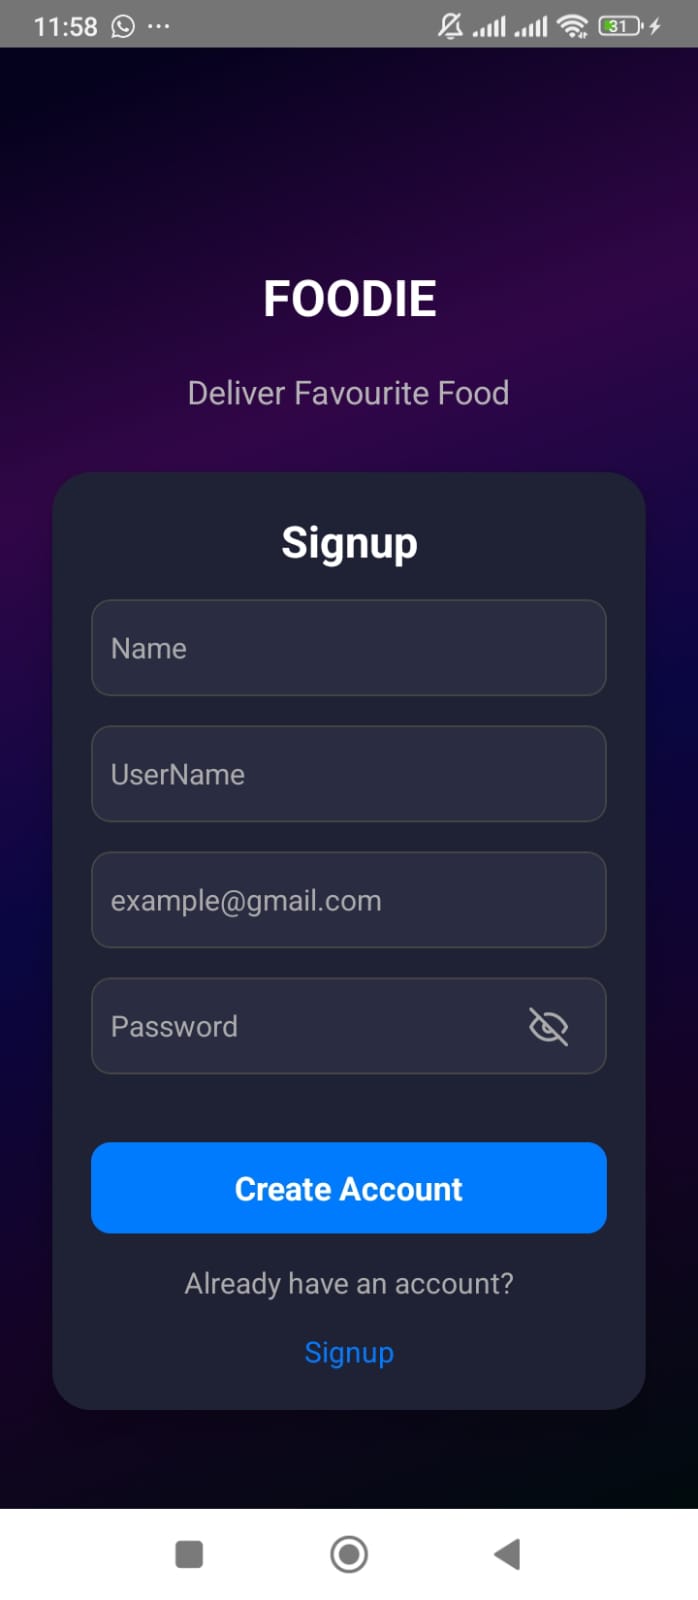 11:58
31
FOODIE
Deliver Favourite Food
Signup
Name
UserName
example@gmail.com
Password
Create Account
Already have an account?
Signup